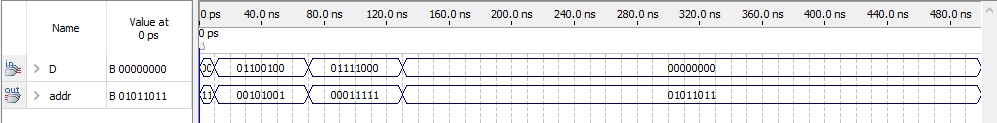 Name
Value at
0 ps
0 ps 40.0 ns 80.0 ns 120.0 ns 160.0 ns 200.0 ns 240.0 ns 280.0 ns 320.0 ns 360.0 ns 400.0 ns 440.0 ns 480.0 ns
0 ps
in D B 00000000 01100100 01111000 00000000
out addr B 01011011 00101001 00011111 01011011